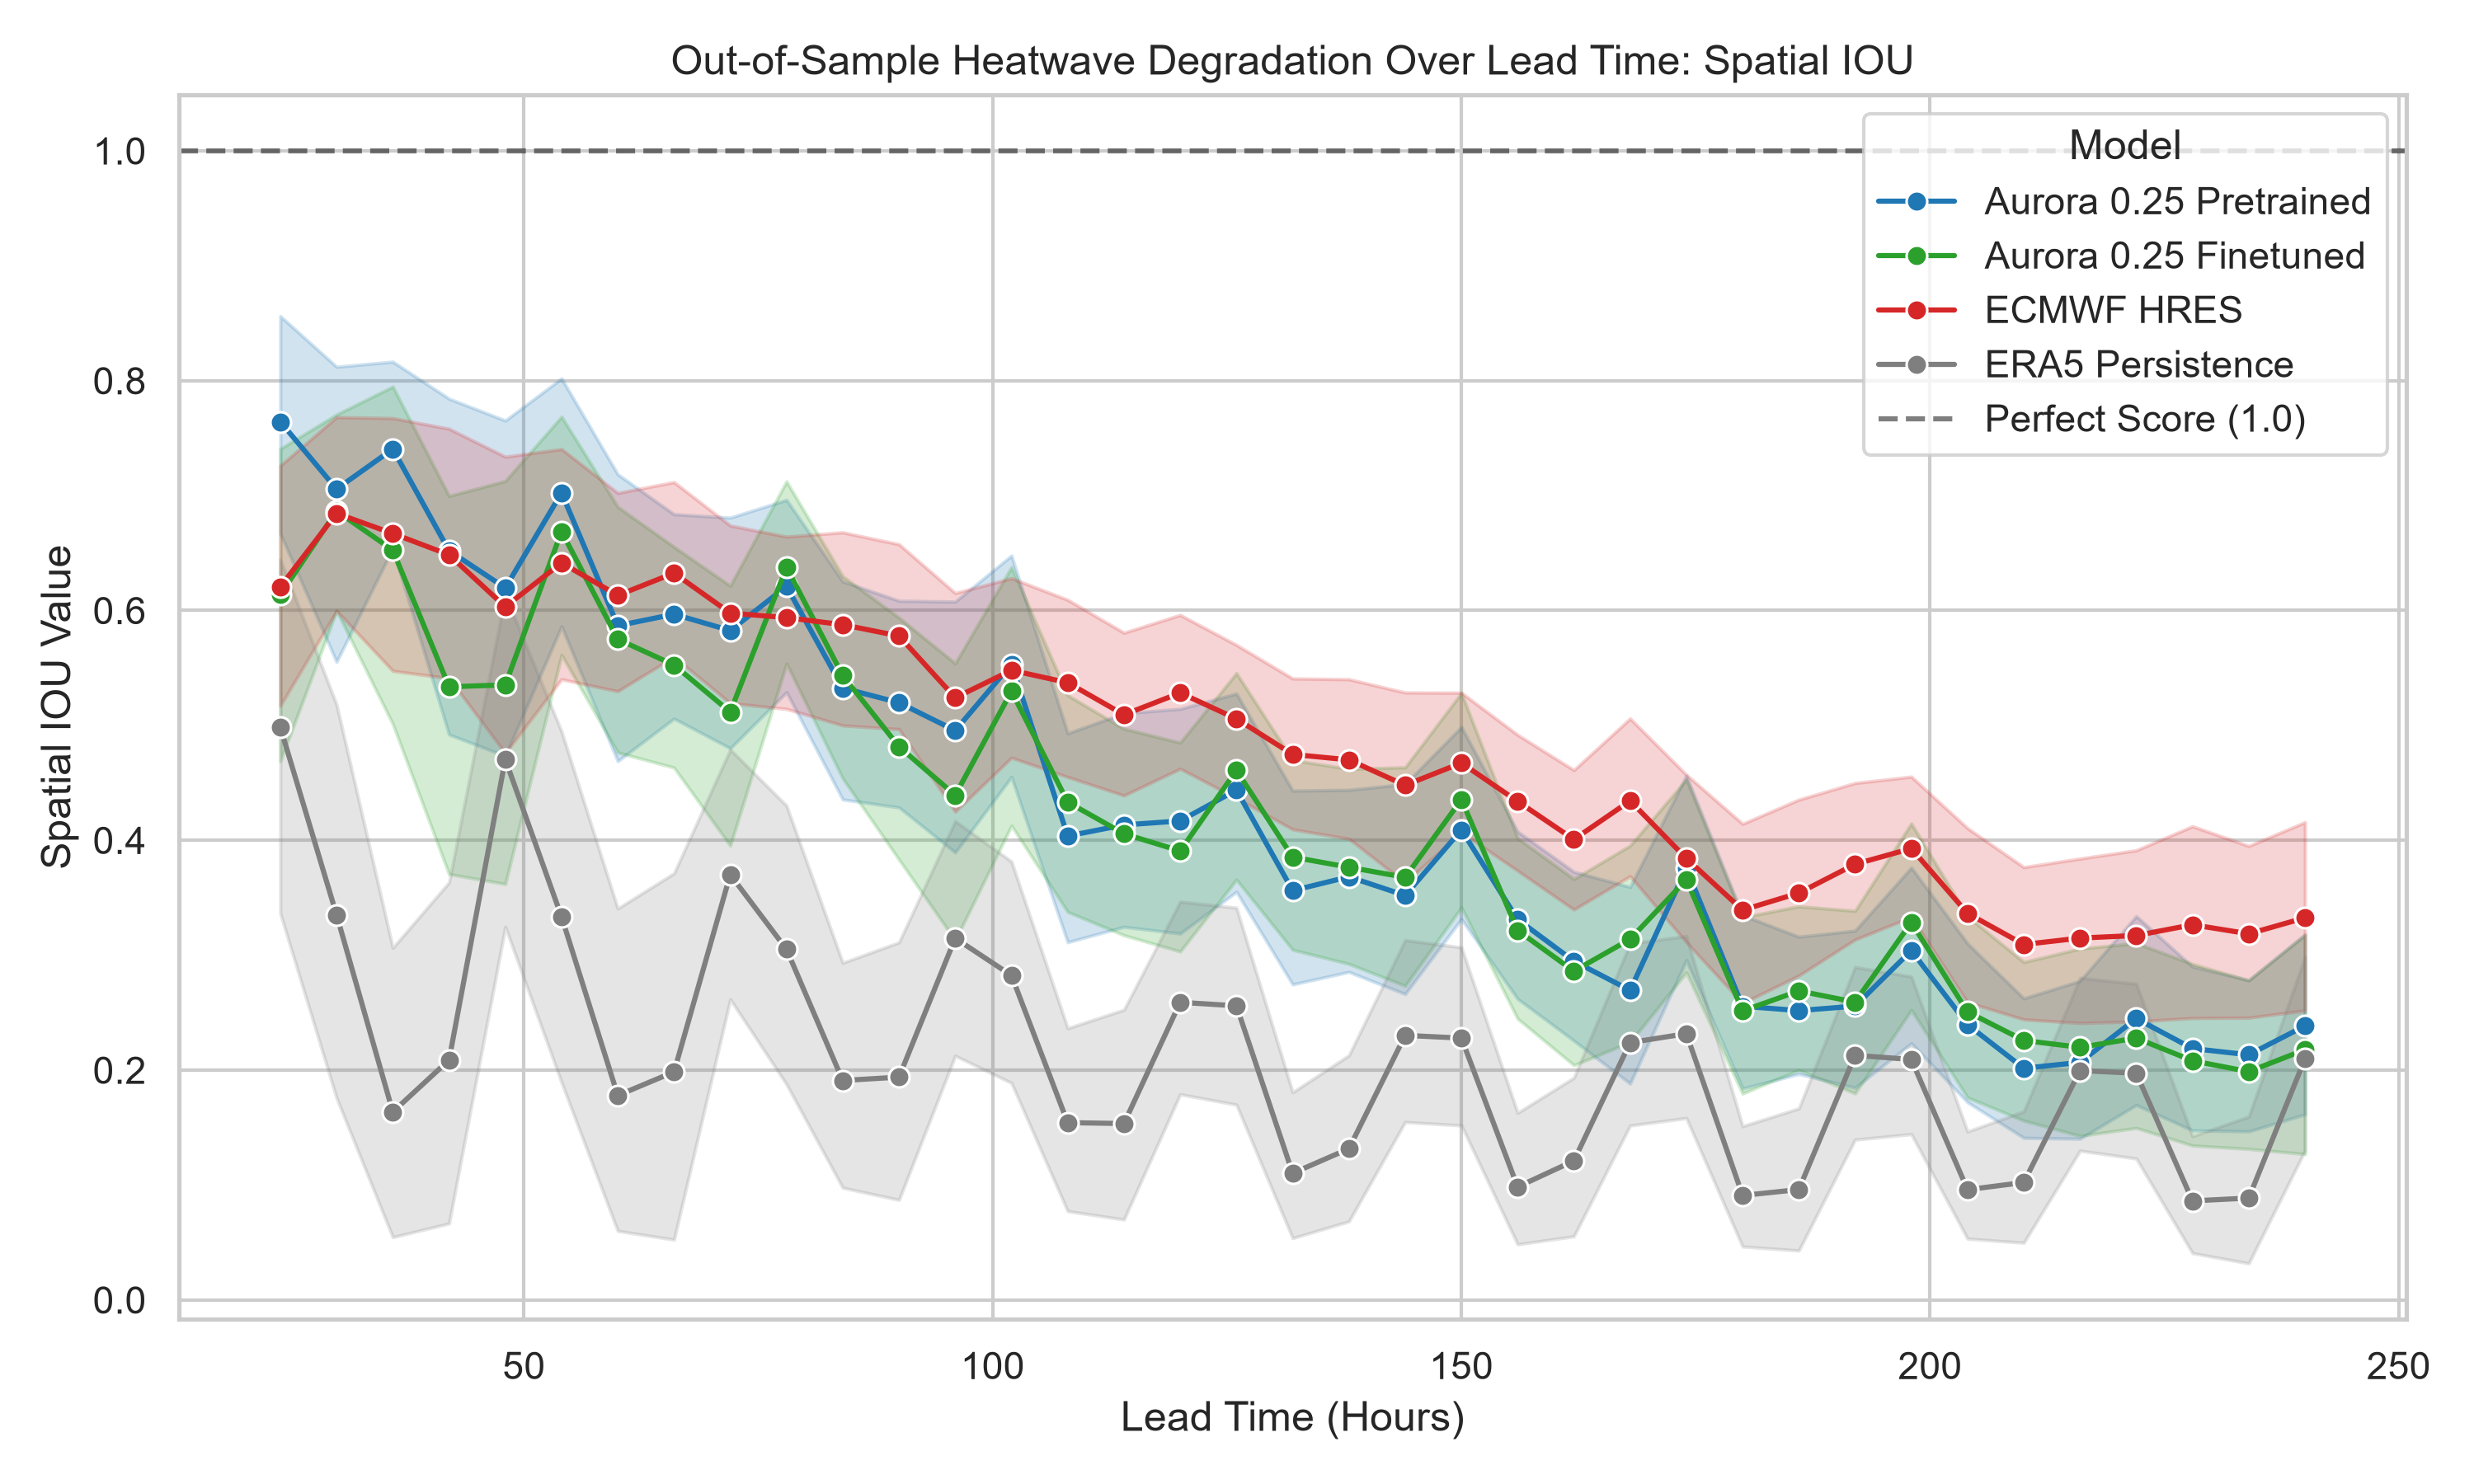 Out-of-Sample Heatwave Degradation Over Lead Time: Spatial IOU
Model
Aurora 0.25 Pretrained
Aurora 0.25 Finetuned
ECMWF HRES
ERA5 Persistence
Perfect Score (1.0)
Spatial IOU Value
1.0
0.8
0.6
0.4
0.2
0.0
50
100
150
200
250
Lead Time (Hours)